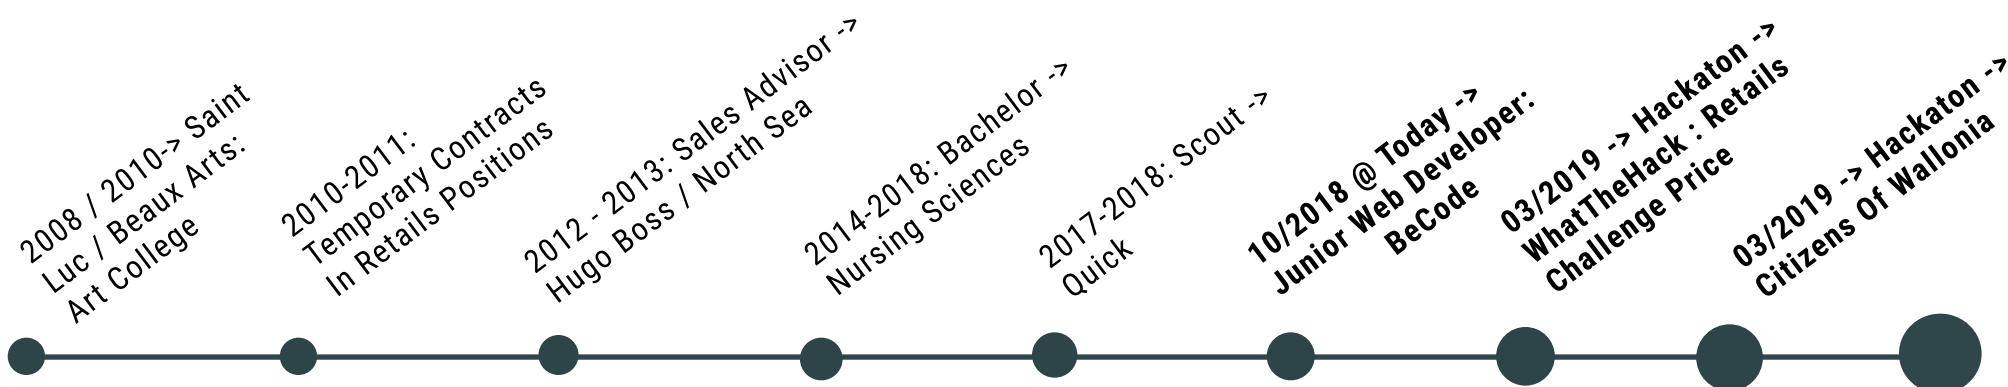 2008 / 2010-> Saint
Luc / Beaux Arts:
Art College
2010-2011:
Temporary Contracts
In Retails Positions
2012 - 2013: Sales Advisor ->
Hugo Boss / North Sea
2014-2018: Bachelor ->
Nursing Sciences
2017-2018: Scout ->
Quick
10/2018 @ Today ->
Junior Web Developer:
BeCode
03/2019 -> Hackaton ->
WhatTheHack : Retails
Challenge Price
03/2019 -> Hackaton ->
Citizens Of Wallonia